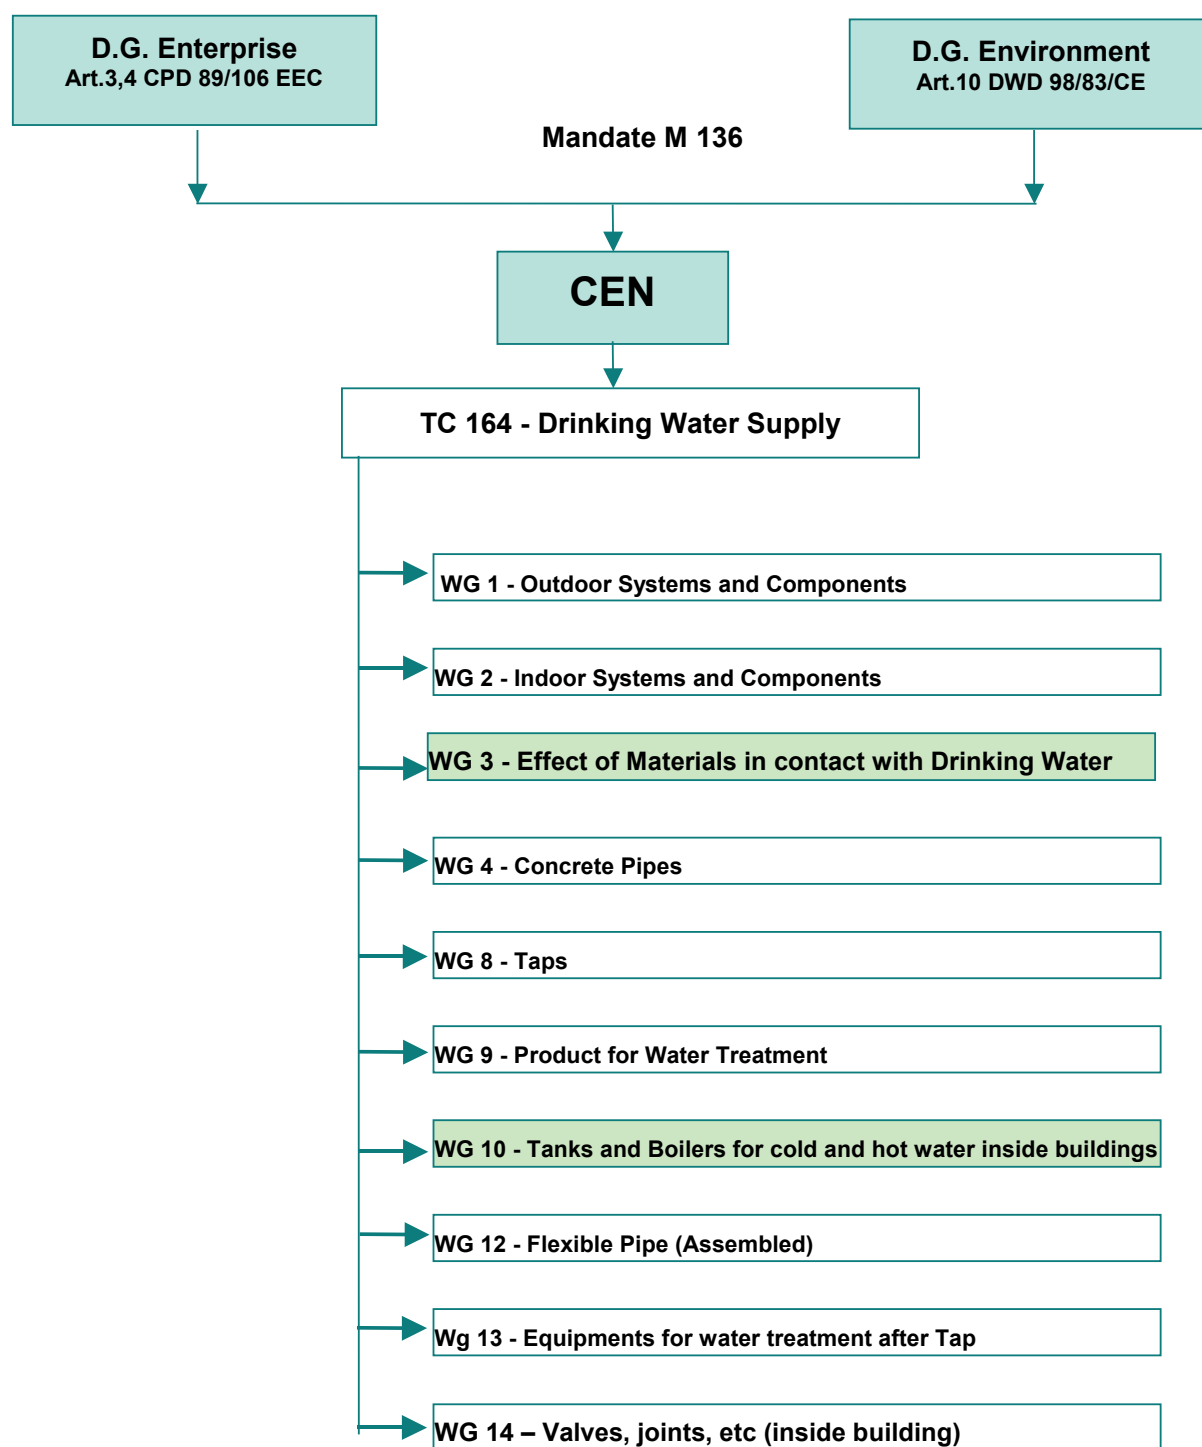 D.G. Enterprise
Art.3,4 CPD 89/106 EEC
D.G. Environment
Art.10 DWD 98/83/CE
Mandate M 136
CEN
TC 164 - Drinking Water Supply
WG 1 - Outdoor Systems and Components
WG 2 - Indoor Systems and Components
WG 3 - Effect of Materials in contact with Drinking Water
WG 4 - Concrete Pipes
WG 8 - Taps
WG 9 - Product for Water Treatment
WG 10 - Tanks and Boilers for cold and hot water inside buildings
WG 12 - Flexible Pipe (Assembled)
Wg 13 - Equipments for water treatment after Tap
WG 14 – Valves, joints, etc (inside building)